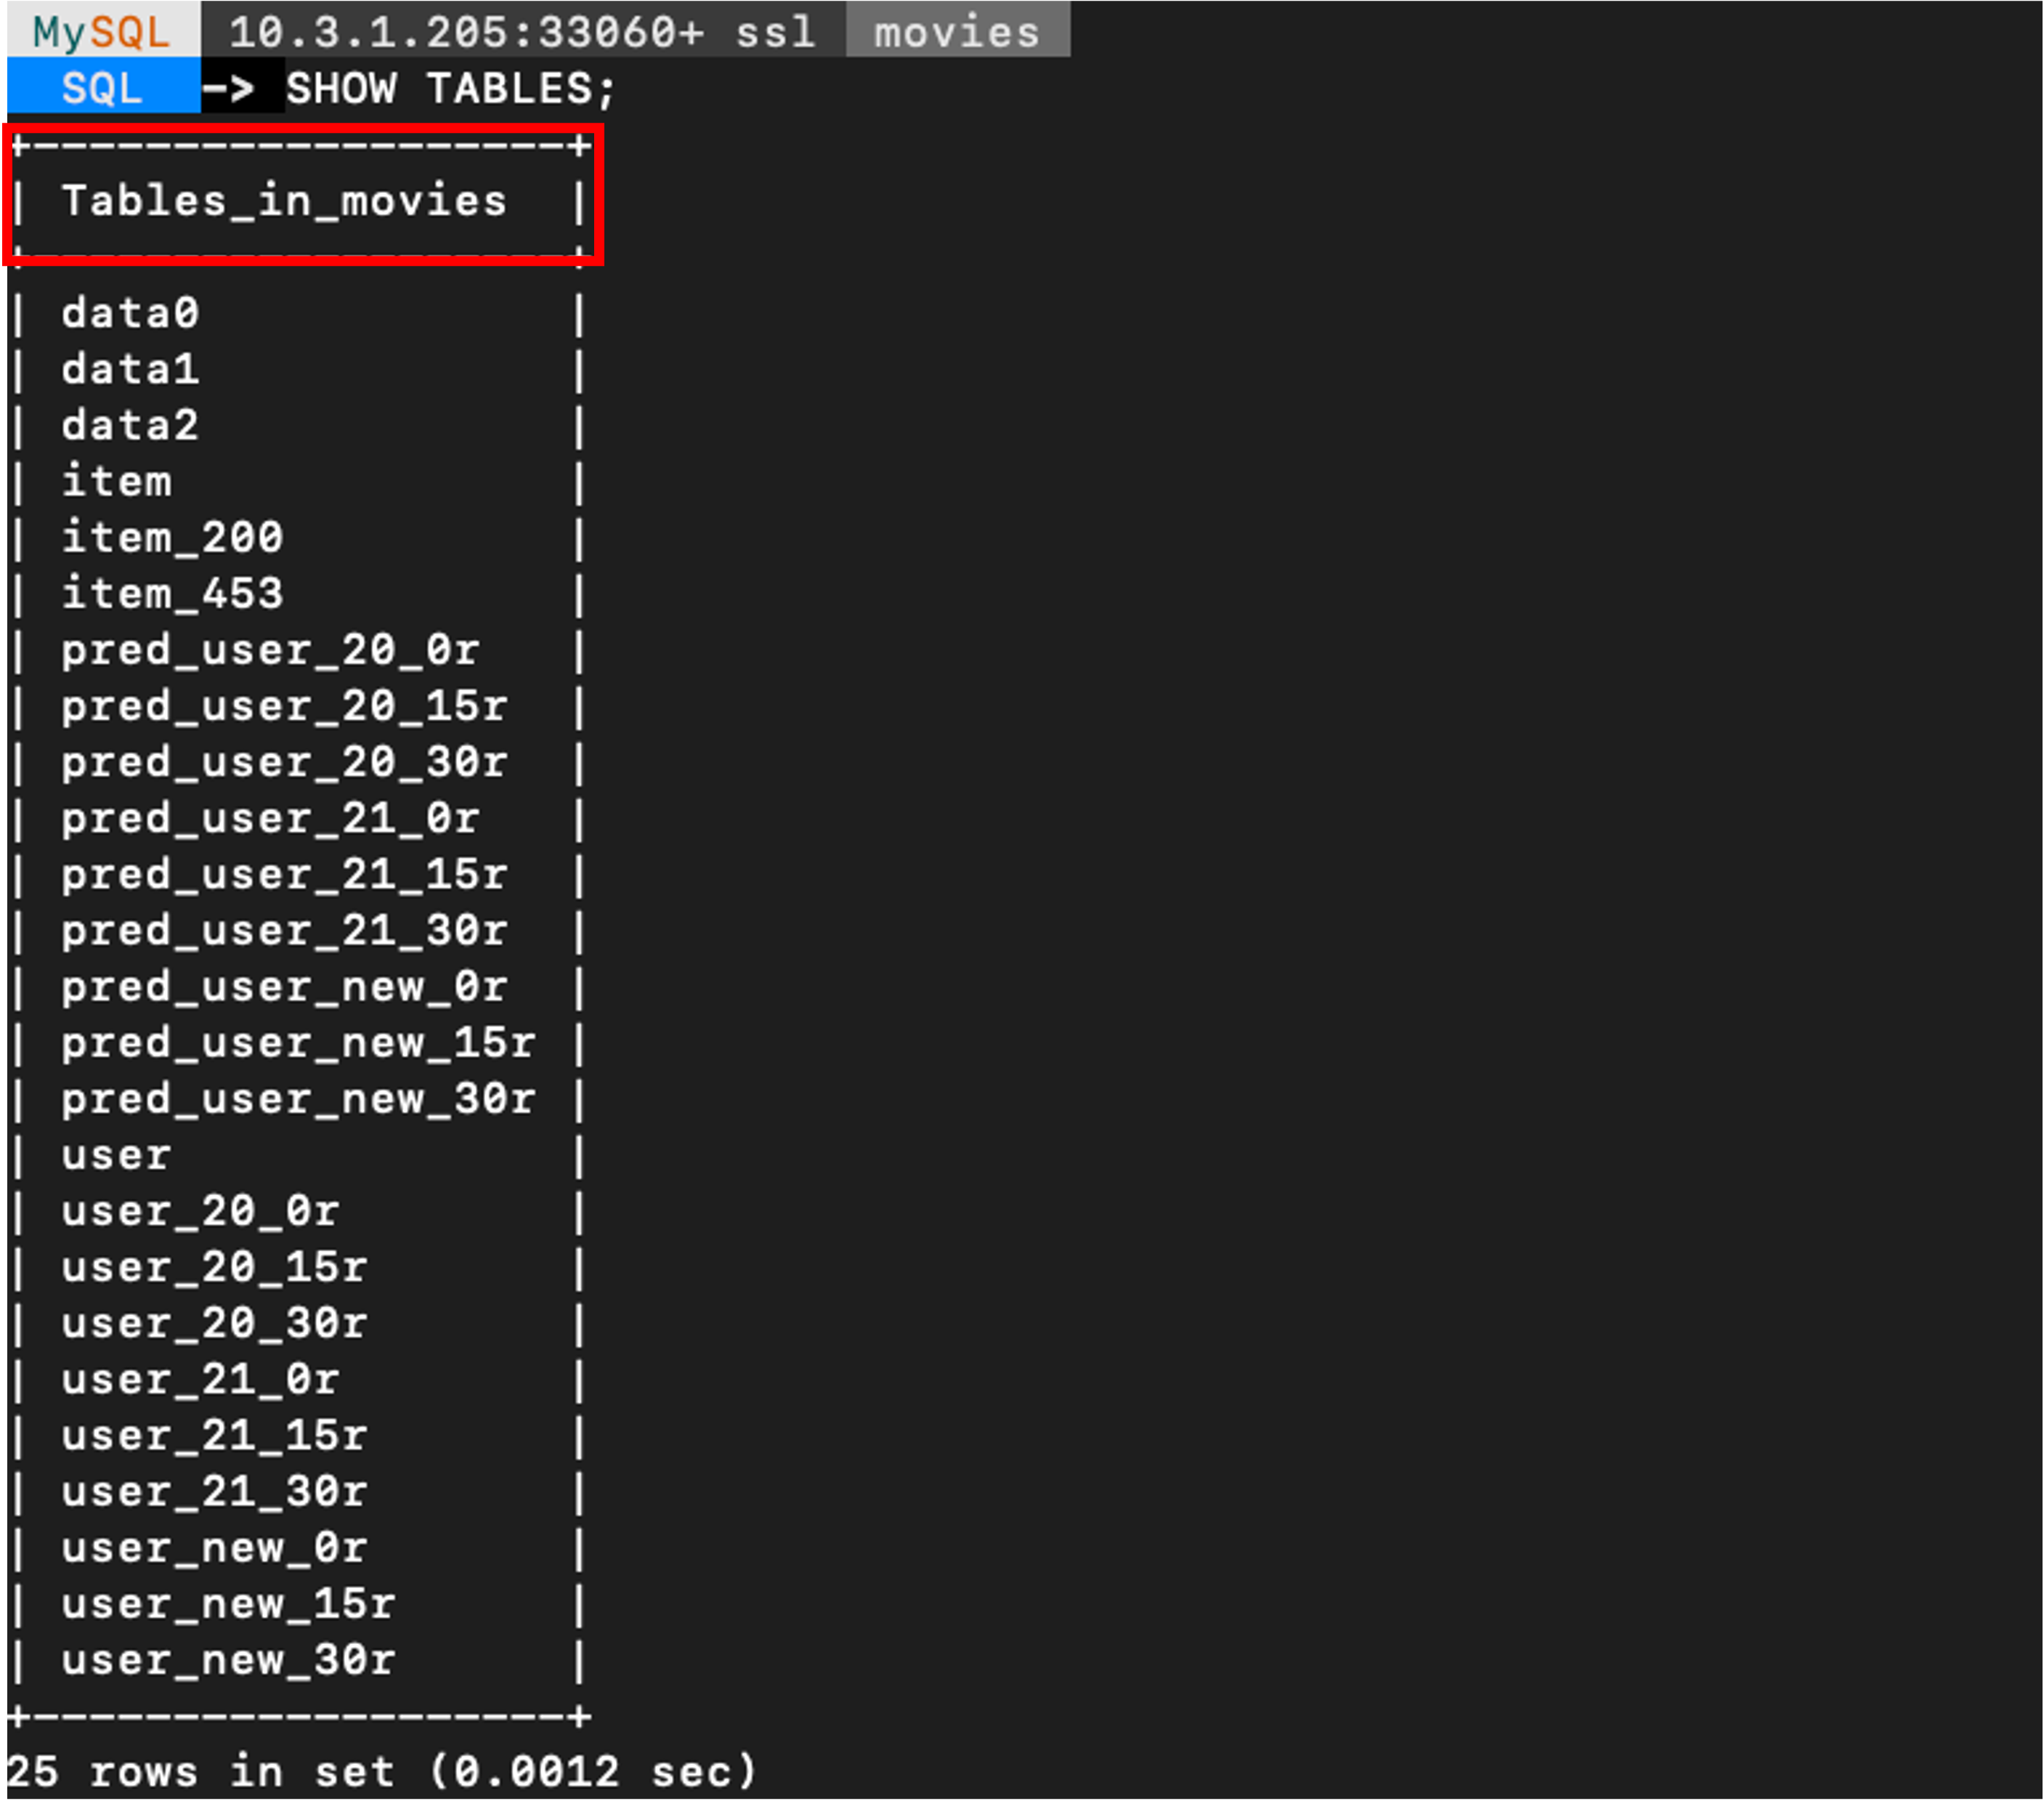 MySQL 10.3.1.205:33060+ ssl movies
SQL -> SHOW TABLES;
+--------------------+
| Tables_in_movies   |
+--------------------+
| data0              |
| data1              |
| data2              |
| item               |
| item_200           |
| item_453           |
| pred_user_20_0r    |
| pred_user_20_15r   |
| pred_user_20_30r   |
| pred_user_21_0r    |
| pred_user_21_15r   |
| pred_user_21_30r   |
| pred_user_new_0r   |
| pred_user_new_15r  |
| pred_user_new_30r  |
| user               |
| user_20_0r         |
| user_20_15r        |
| user_20_30r        |
| user_21_0r         |
| user_21_15r        |
| user_21_30r        |
| user_new_0r        |
| user_new_15r       |
| user_new_30r       |
+--------------------+
25 rows in set (0.0012 sec)